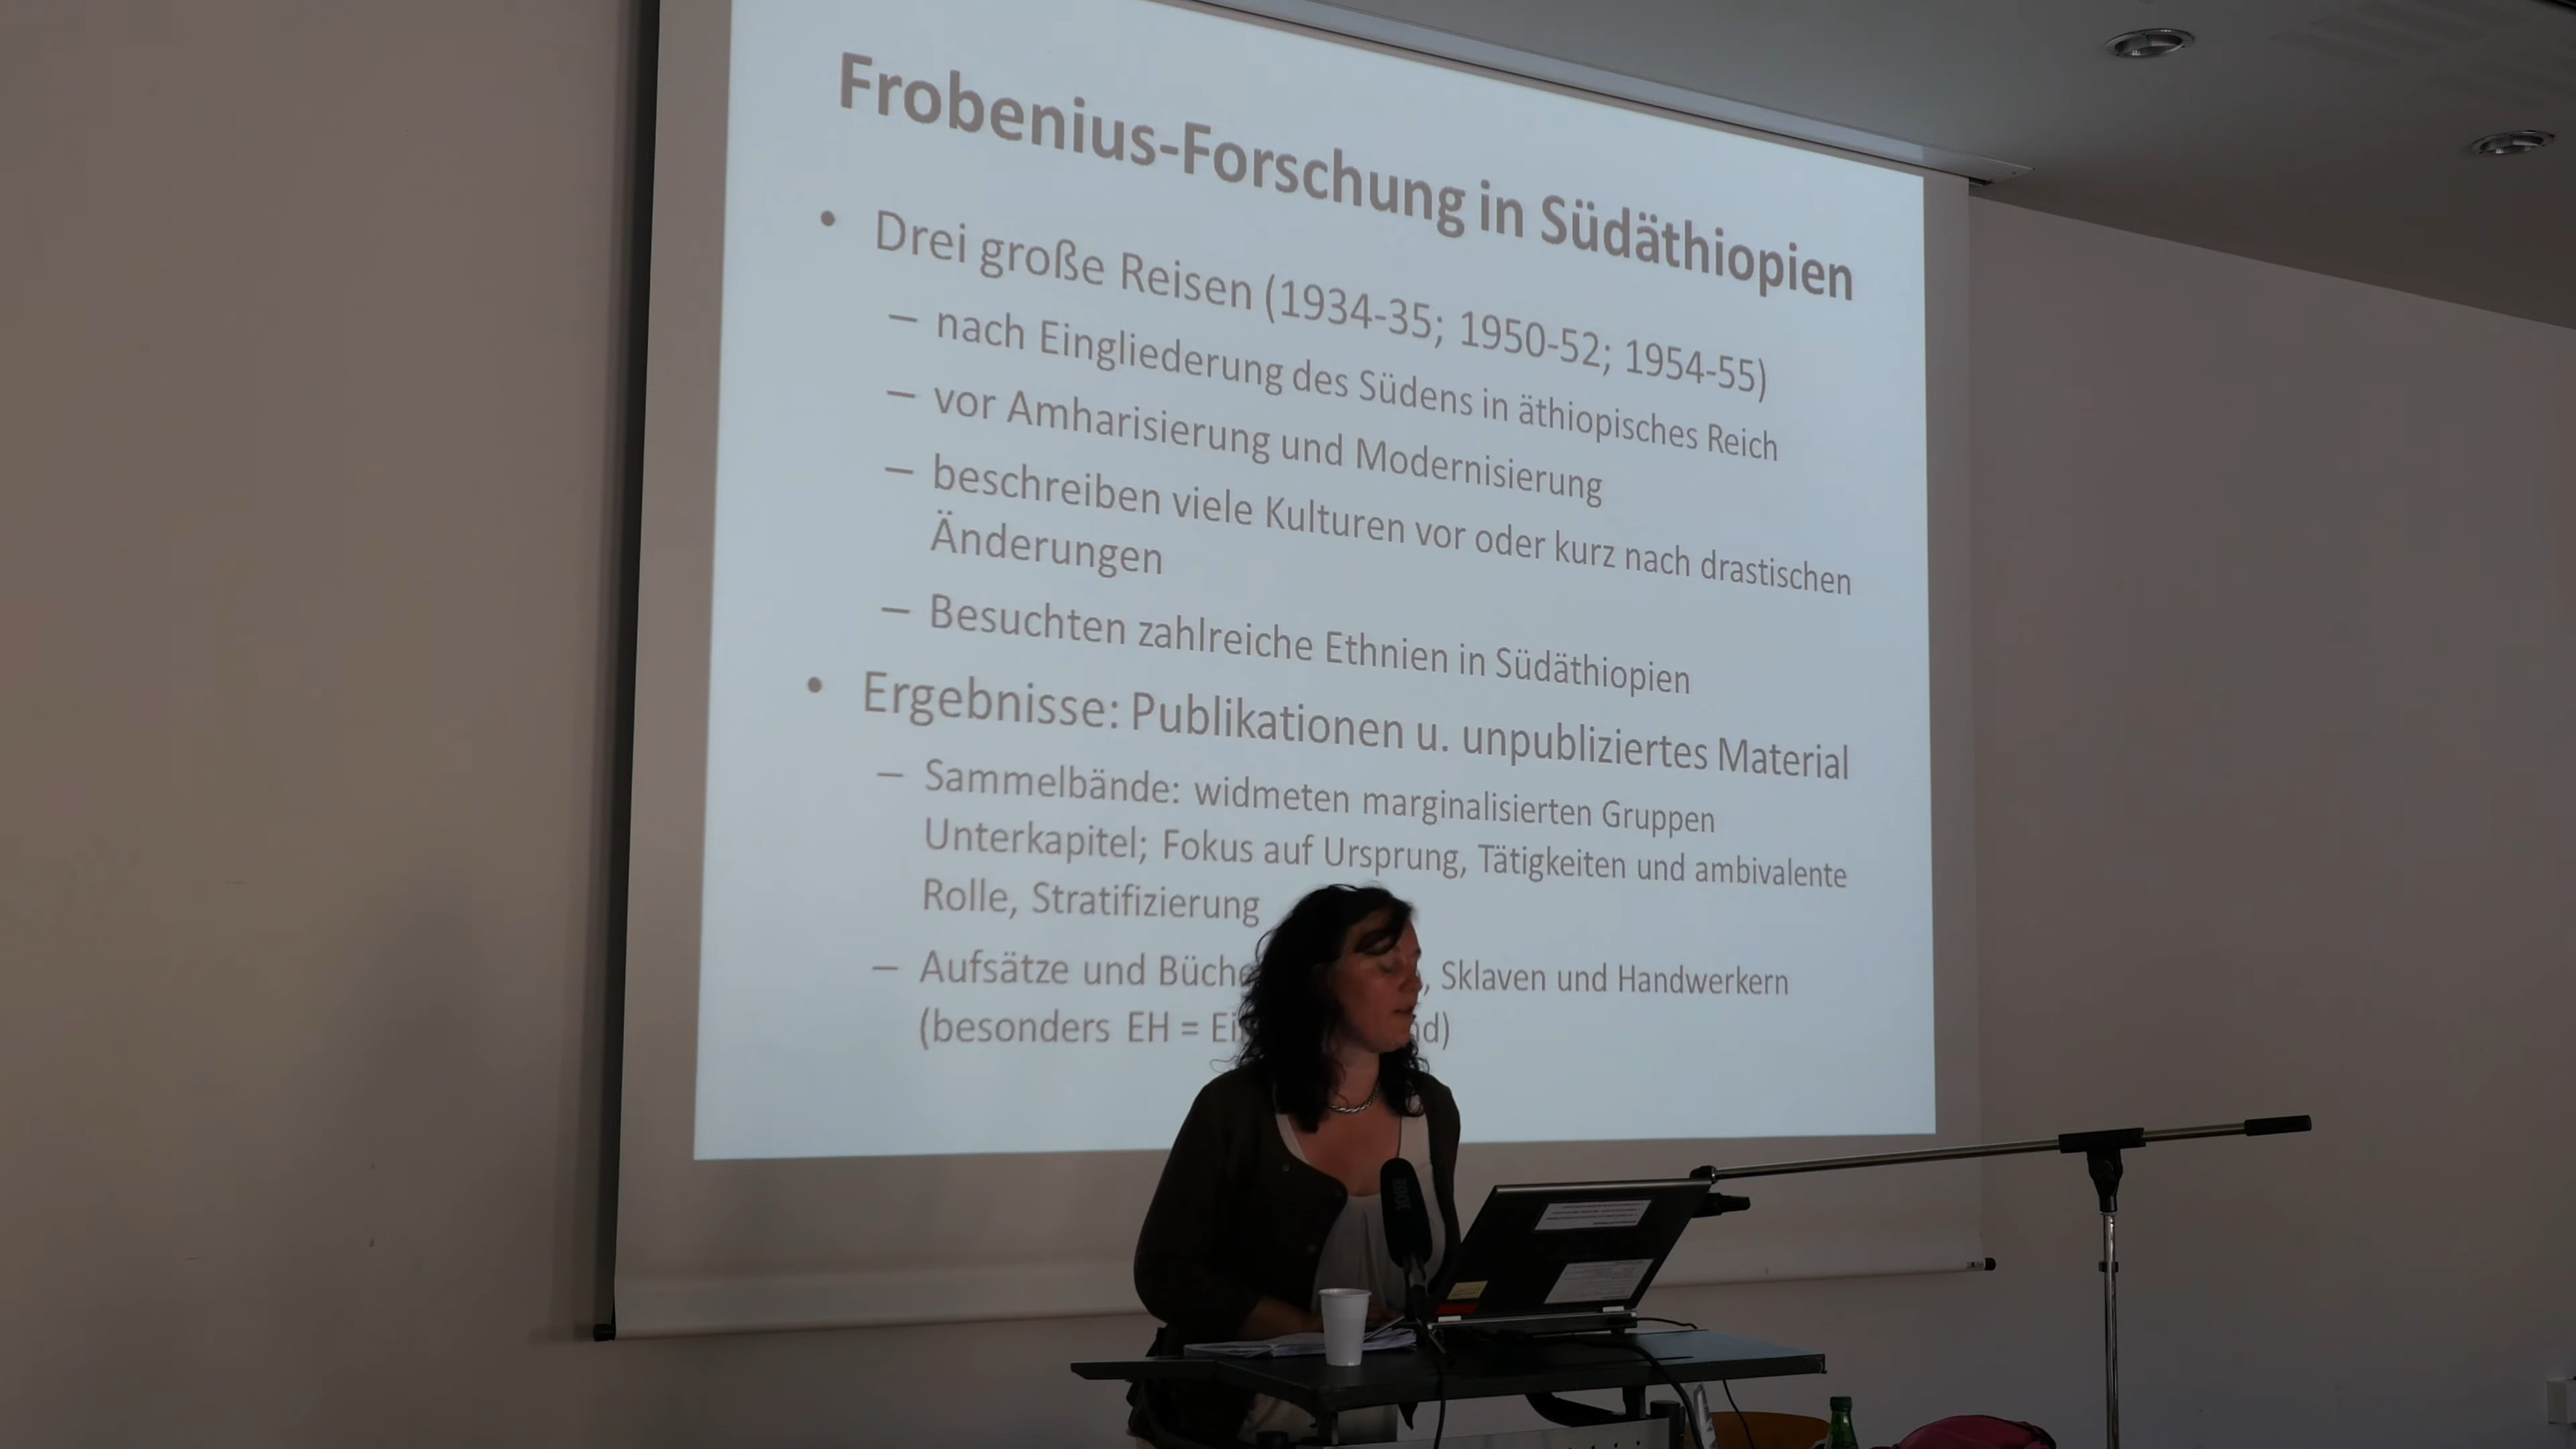 Frobenius-Forschung in Südäthiopien
• Drei große Reisen (1934-35; 1950-52; 1954-55)
– nach Eingliederung des Südens in äthiopisches Reich
– vor Amharisierung und Modernisierung
– beschreiben viele Kulturen vor oder kurz nach drastischen
Änderungen
– Besuchten zahlreiche Ethnien in Südäthiopien
• Ergebnisse: Publikationen u. unpubliziertes Material
– Sammelbände: widmeten marginalisierten Gruppen
Unterkapitel; Fokus auf Ursprung, Tätigkeiten und ambivalente
Rolle, Stratifizierung
– Aufsätze und , Sklaven und Handwerkern
(besonders EH =